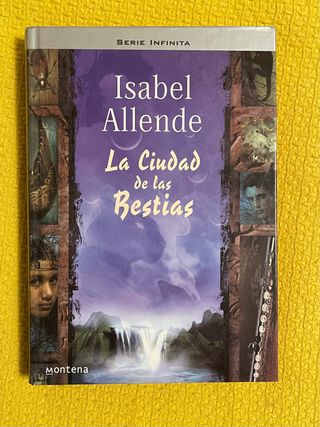 Serie Infinita
Isabel
Allende
La Ciudad
de las
Bestias
montena